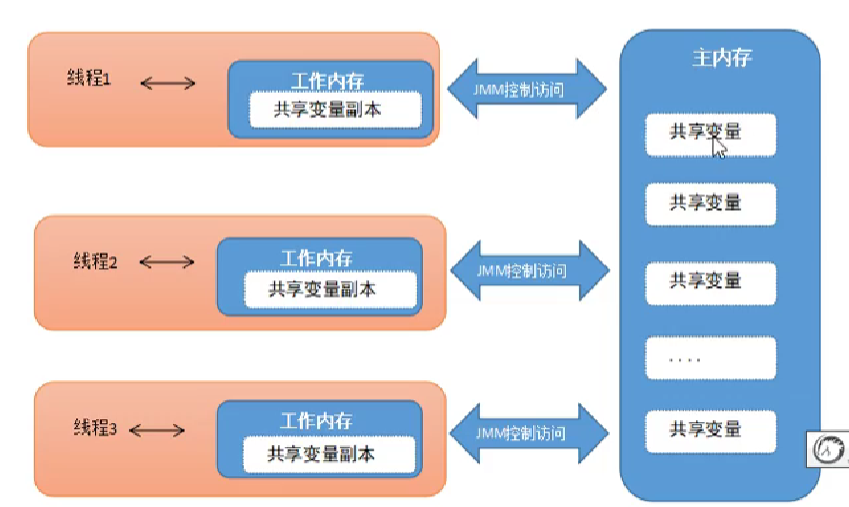 主内存
线程1
工作内存
共享变量副本
JMM控制访问
共享变量
共享变量
线程2
工作内存
共享变量副本
JMM控制访问
共享变量
....
线程3
工作内存
共享变量副本
JMM控制访问
共享变量